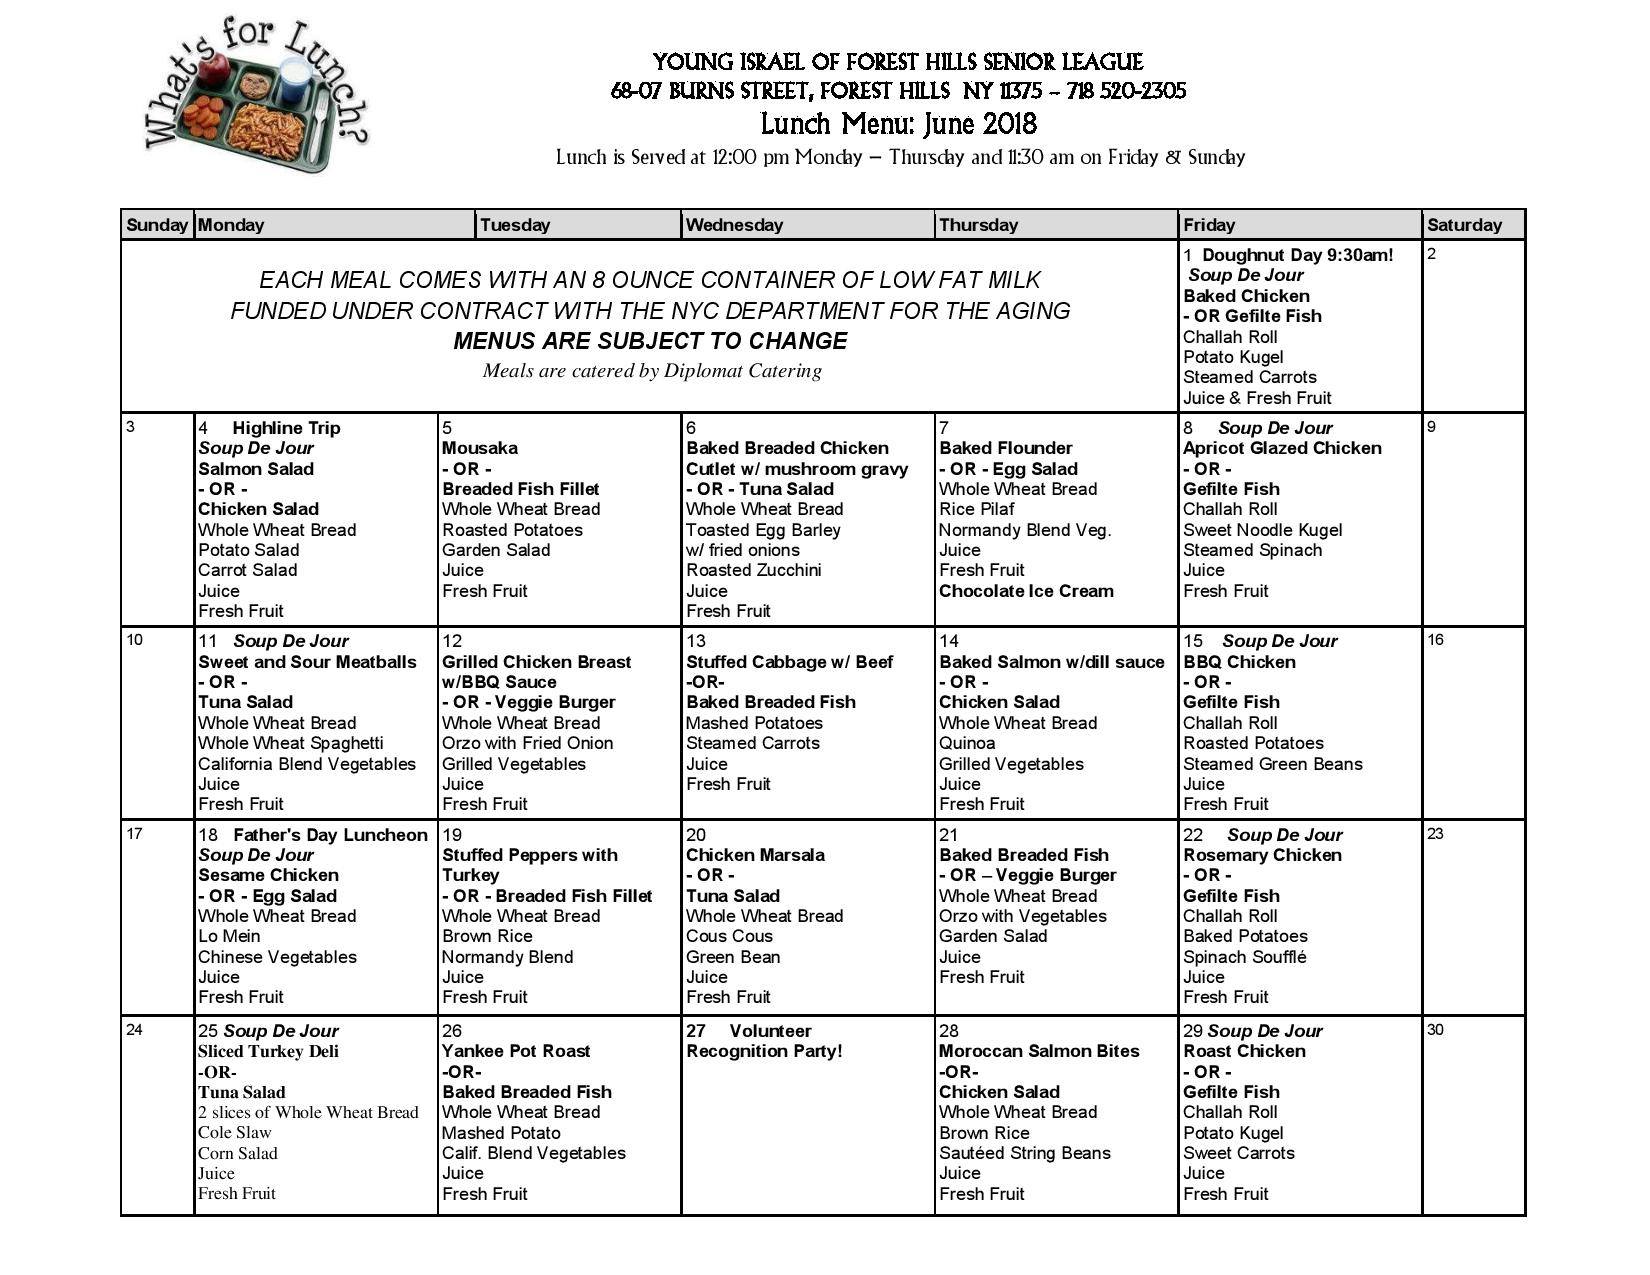 What's for Lunch?
YOUNG ISRAEL OF FOREST HILLS SENIOR LEAGUE
68-07 BURNS STREET, FOREST HILLS NY 11375 – 718 520-2305
Lunch Menu: June 2018
Lunch is Served at 12:00 pm Monday – Thursday and 11:30 am on Friday & Sunday
Sunday Monday Tuesday Wednesday Thursday Friday Saturday
EACH MEAL COMES WITH AN 8 OUNCE CONTAINER OF LOW FAT MILK
FUNDED UNDER CONTRACT WITH THE NYC DEPARTMENT FOR THE AGING
MENUS ARE SUBJECT TO CHANGE
Meals are catered by Diplomat Catering
1 Doughnut Day 9:30am!
Soup De Jour
Baked Chicken
- OR Gefilte Fish
Challah Roll
Potato Kugel
Steamed Carrots
Juice & Fresh Fruit
2
3
4 Highline Trip
Soup De Jour
Salmon Salad
- OR -
Chicken Salad
Whole Wheat Bread
Potato Salad
Carrot Salad
Juice
Fresh Fruit
5
Mousaka
- OR -
Breaded Fish Fillet
Whole Wheat Bread
Roasted Potatoes
Garden Salad
Juice
Fresh Fruit
6
Baked Breaded Chicken
Cutlet w/ mushroom gravy
- OR - Tuna Salad
Whole Wheat Bread
Toasted Egg Barley
w/ fried onions
Roasted Zucchini
Juice
Fresh Fruit
7
Baked Flounder
- OR - Egg Salad
Whole Wheat Bread
Rice Pilaf
Normandy Blend Veg.
Juice
Fresh Fruit
Chocolate Ice Cream
8 Soup De Jour
Apricot Glazed Chicken
- OR -
Gefilte Fish
Challah Roll
Sweet Noodle Kugel
Steamed Spinach
Juice
Fresh Fruit
9
10
11 Soup De Jour
Sweet and Sour Meatballs
- OR -
Tuna Salad
Whole Wheat Bread
Whole Wheat Spaghetti
California Blend Vegetables
Juice
Fresh Fruit
12
Grilled Chicken Breast
w/BBQ Sauce
- OR - Veggie Burger
Whole Wheat Bread
Orzo with Fried Onion
Grilled Vegetables
Juice
Fresh Fruit
13
Stuffed Cabbage w/ Beef
-OR-
Baked Breaded Fish
Mashed Potatoes
Steamed Carrots
Juice
Fresh Fruit
14
Baked Salmon w/dill sauce
- OR -
Chicken Salad
Whole Wheat Bread
Quinoa
Grilled Vegetables
Juice
Fresh Fruit
15 Soup De Jour
BBQ Chicken
- OR -
Gefilte Fish
Challah Roll
Roasted Potatoes
Steamed Green Beans
Juice
Fresh Fruit
16
17
18 Father's Day Luncheon
Soup De Jour
Sesame Chicken
- OR - Egg Salad
Whole Wheat Bread
Lo Mein
Chinese Vegetables
Juice
Fresh Fruit
19
Stuffed Peppers with
Turkey
- OR - Breaded Fish Fillet
Whole Wheat Bread
Brown Rice
Normandy Blend
Juice
Fresh Fruit
20
Chicken Marsala
- OR -
Tuna Salad
Whole Wheat Bread
Cous Cous
Green Bean
Juice
Fresh Fruit
21
Baked Breaded Fish
- OR – Veggie Burger
Whole Wheat Bread
Orzo with Vegetables
Garden Salad
Juice
Fresh Fruit
22 Soup De Jour
Rosemary Chicken
- OR -
Gefilte Fish
Challah Roll
Baked Potatoes
Spinach Soufflé
Juice
Fresh Fruit
23
24
25 Soup De Jour
Sliced Turkey Deli
-OR-
Tuna Salad
2 slices of Whole Wheat Bread
Cole Slaw
Corn Salad
Juice
Fresh Fruit
26
Yankee Pot Roast
-OR-
Baked Breaded Fish
Whole Wheat Bread
Mashed Potato
Calif. Blend Vegetables
Juice
Fresh Fruit
27 Volunteer
Recognition Party!
28
Moroccan Salmon Bites
-OR-
Chicken Salad
Whole Wheat Bread
Brown Rice
Sautéed String Beans
Juice
Fresh Fruit
29 Soup De Jour
Roast Chicken
- OR -
Gefilte Fish
Challah Roll
Potato Kugel
Sweet Carrots
Juice
Fresh Fruit
30